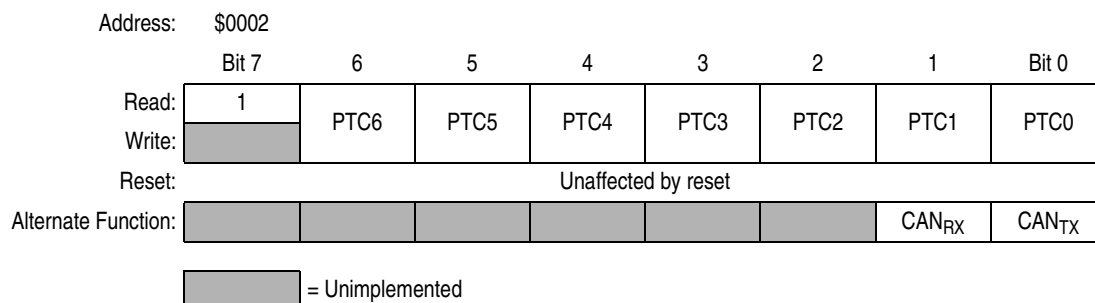 Address: $0002
Bit 7 6 5 4 3 2 1 Bit 0
Read: 1 PTC6 PTC5 PTC4 PTC3 PTC2 PTC1 PTC0
Write:
Reset: Unaffected by reset
Alternate Function: CANRX CANTX
= Unimplemented